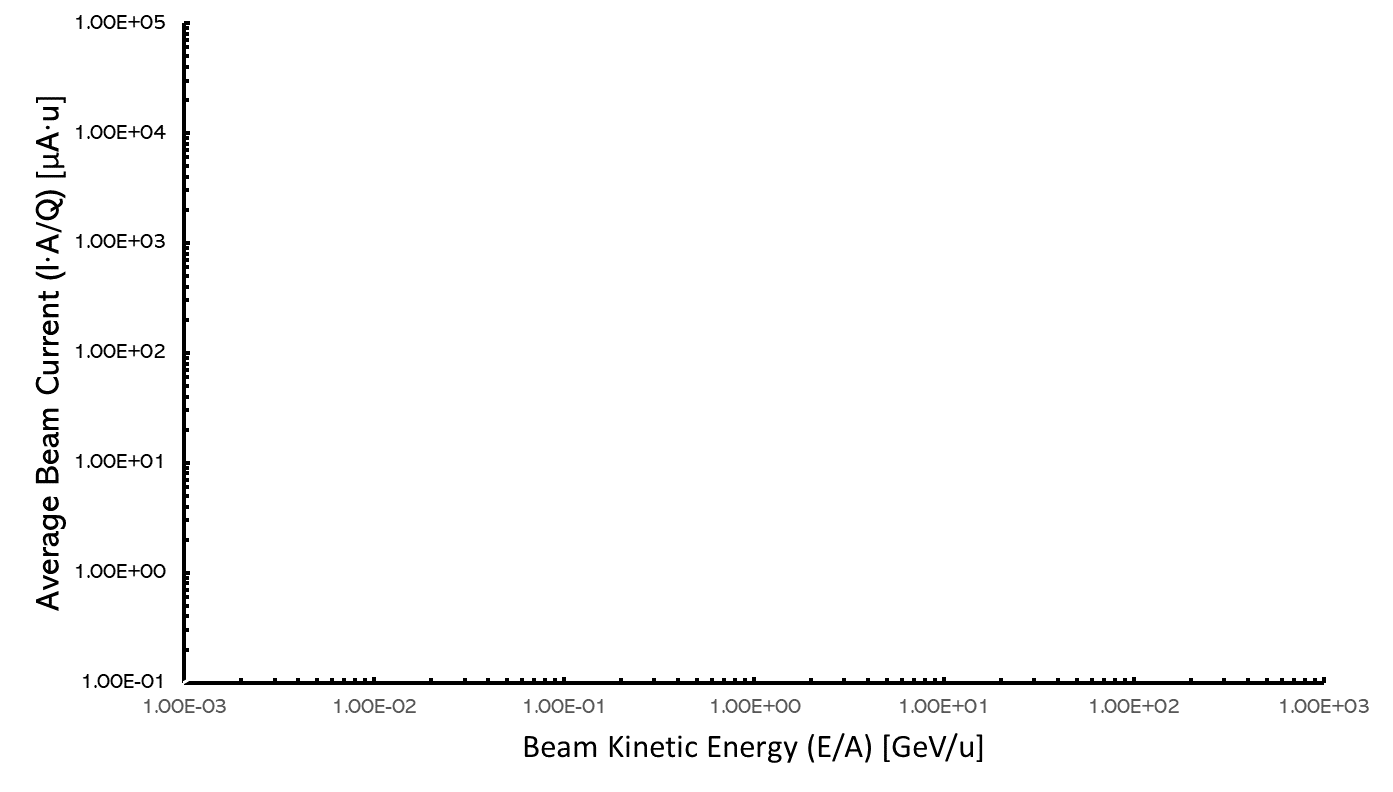 1.00E+05
1.00E+04
1.00E+03
1.00E+02
1.00E+01
1.00E+00
1.00E-01
Average Beam Current (I·A/Q) [µA·u]
1.00E-03 1.00E-02 1.00E-01 1.00E+00 1.00E+01 1.00E+02 1.00E+03
Beam Kinetic Energy (E/A) [GeV/u]